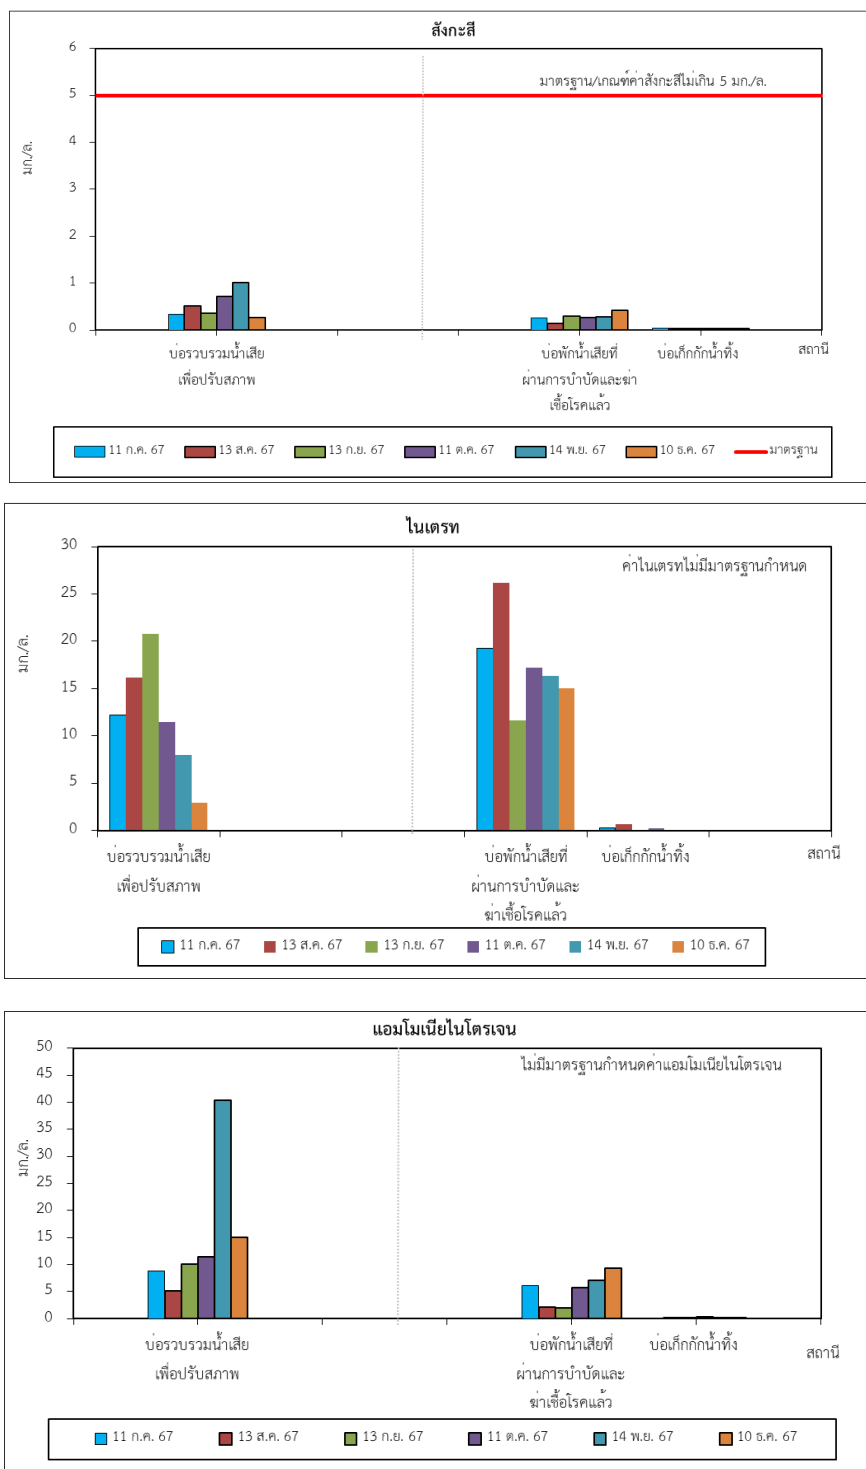 สังกะสี
6
มาตรฐาน/เกณฑ์ค่าสังกะสีไม่เกิน 5 มก./ล.
5
4
มก./ล.
3
2
1
0
บ่อรวบรวมน้ำเสีย บ่อพักน้ำเสียที่ บ่อเก็กกักน้ำทิ้ง สถานี
เพื่อปรับสภาพ ผ่านการบำบัดและฆ่า
เชื้อโรคแล้ว
11 ก.ค. 67 13 ส.ค. 67 13 ก.ย. 67 11 ต.ค. 67 14 พ.ย. 67 10 ธ.ค. 67 มาตรฐาน
ไนเตรท
30
ค่าไนเตรทไม่มีมาตรฐานกำหนด
25
20
มก./ล.
15
10
5
0
บ่อรวบรวมน้ำเสีย บ่อพักน้ำเสียที่ บ่อเก็กกักน้ำทิ้ง สถานี
เพื่อปรับสภาพ ผ่านการบำบัดและ
ฆ่าเชื้อโรคแล้ว
11 ก.ค. 67 13 ส.ค. 67 13 ก.ย. 67 11 ต.ค. 67 14 พ.ย. 67 10 ธ.ค. 67
แอมโมเนียไนโตรเจน
50
ไม่มีมาตรฐานกำหนดค่าแอมโมเนียไนโตรเจน
45
40
35
30
มก./ล.
25
20
15
10
5
0
บ่อรวบรวมน้ำเสีย บ่อพักน้ำเสียที่ บ่อเก็กกักน้ำทิ้ง สถานี
เพื่อปรับสภาพ ผ่านการบำบัดและ
ฆ่าเชื้อโรคแล้ว
11 ก.ค. 67 13 ส.ค. 67 13 ก.ย. 67 11 ต.ค. 67 14 พ.ย. 67 10 ธ.ค. 67